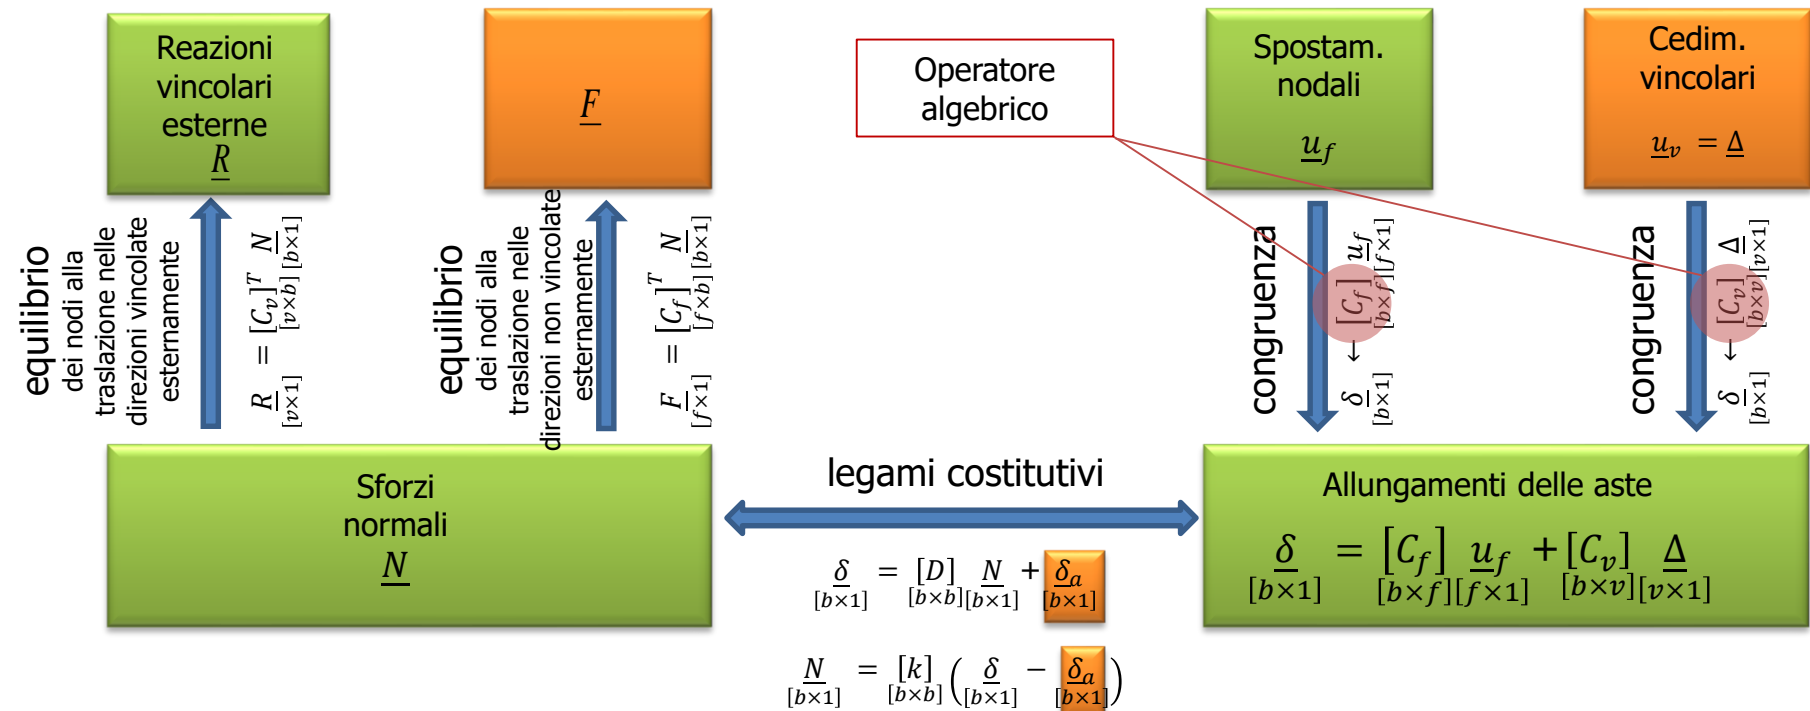 Reazioni
vincolari
esterne
R
F
Operatore
algebrico
Spostam.
nodali
u_f
Cedim.
vincolari
u_v = Δ
equilibrio
dei nodi alla
traslazione nelle
direzioni vincolate
esternamente
R = [C_v]^T N
[v×1] [v×b] [b×1]
equilibrio
dei nodi alla
traslazione nelle
direzioni non vincolate
esternamente
F = [C_f]^T N
[f×1] [f×b] [b×1]
congruenza
δ ← [C_f] u_f
[b×1] [b×f] [f×1]
congruenza
δ ← [C_v] Δ
[b×1] [b×v] [v×1]
Sforzi
normali
N
legami costitutivi
δ = [D] N + δ_a
[b×1] [b×b] [b×1] [b×1]
N = [k] (δ − δ_a)
[b×1] [b×b] [b×1] [b×1]
Allungamenti delle aste
δ = [C_f] u_f + [C_v] Δ
[b×1] [b×f] [f×1] [b×v] [v×1]